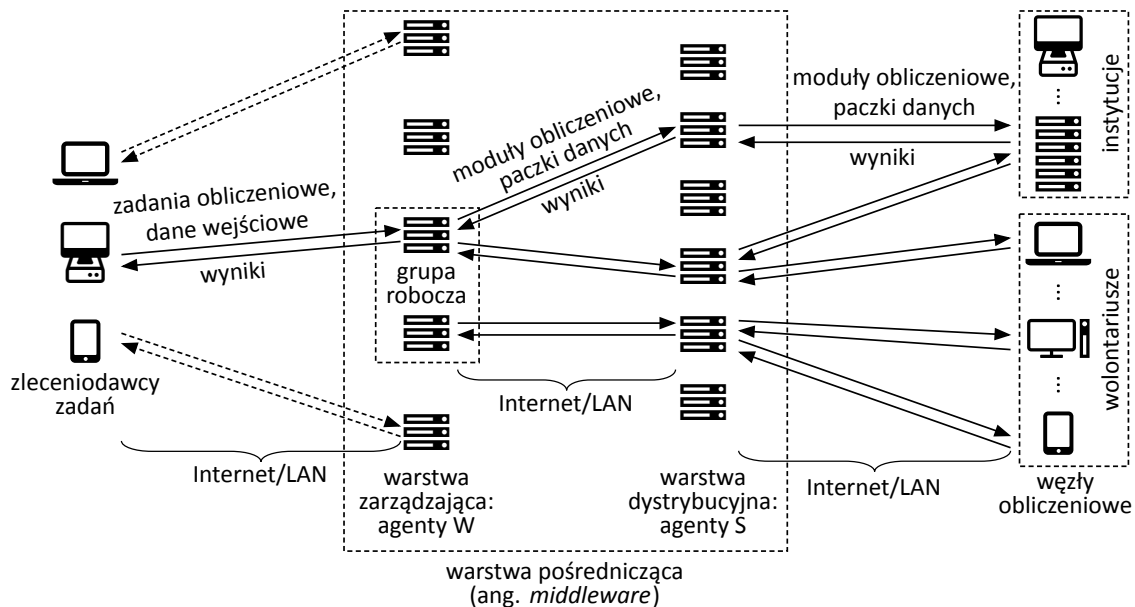 zadania obliczeniowe,
dane wejściowe
wyniki
zleceniodawcy
zadań
Internet/LAN
grupa
robocza
moduły obliczeniowe,
paczki danych
wyniki
Internet/LAN
warstwa
zarządzająca:
agenty W
warstwa
dystrybucyjna:
agenty S
warstwa pośrednicząca
(ang. middleware)
moduły obliczeniowe,
paczki danych
wyniki
Internet/LAN
instytucje
wolontariusze
węzły
obliczeniowe